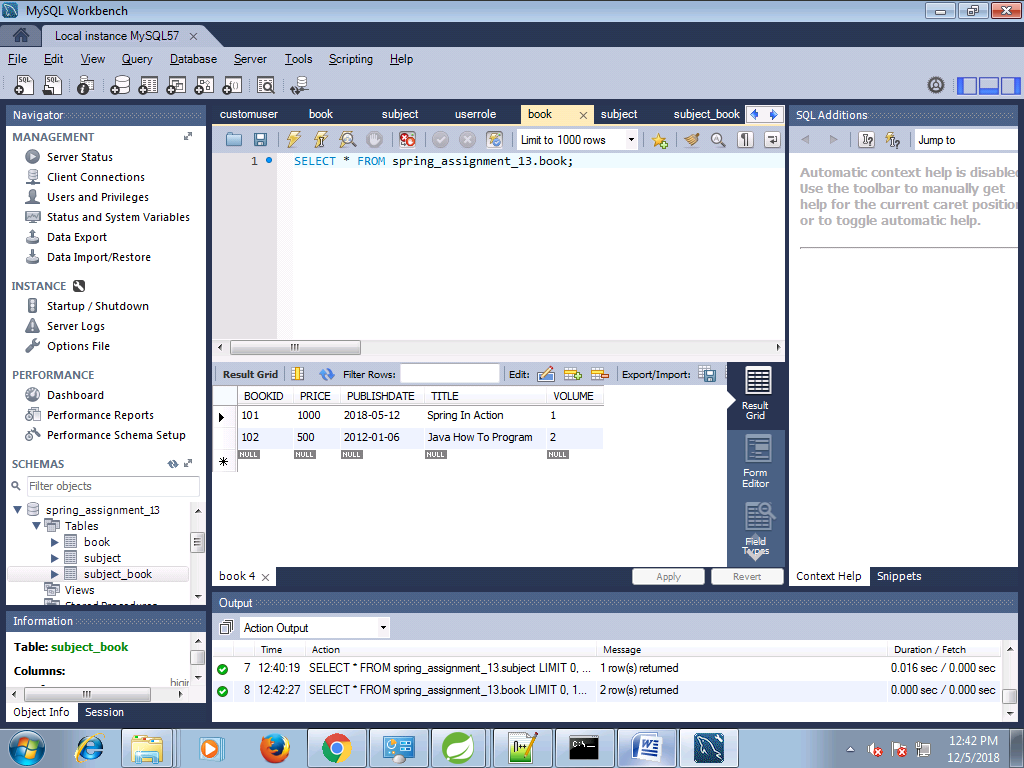 MySQL Workbench
Local instance MySQL57
File Edit View Query Database Server Tools Scripting Help
Navigator
MANAGEMENT
Server Status
Client Connections
Users and Privileges
Status and System Variables
Data Export
Data Import/Restore
INSTANCE
Startup / Shutdown
Server Logs
Options File
PERFORMANCE
Dashboard
Performance Reports
Performance Schema Setup
SCHEMAS
Filter objects
spring_assignment_13
Tables
book
subject
subject_book
Views
Stored Procedures
Information
Table: subject_book
Columns:
bigin
Object Info Session
customuser book subject userrole book subject subject_book
Limit to 1000 rows
1 SELECT * FROM spring_assignment_13.book;
Result Grid Filter Rows: Edit: Export/Import:
BOOKID PRICE PUBLISHDATE TITLE VOLUME
101 1000 2018-05-12 Spring In Action 1
102 500 2012-01-06 Java How To Program 2
NULL NULL NULL NULL NULL
Result
Grid
Form
Editor
Field
Types
book 4 Apply Revert
SQL Additions
Jump to
Automatic context help is disabled
Use the toolbar to manually get
help for the current caret position
or to toggle automatic help.
Context Help Snippets
Output
Action Output
Time Action Message Duration / Fetch
7 12:40:19 SELECT * FROM spring_assignment_13.subject LIMIT 0, ... 1 row(s) returned 0.016 sec / 0.000 sec
8 12:42:27 SELECT * FROM spring_assignment_13.book LIMIT 0, 1... 2 row(s) returned 0.000 sec / 0.000 sec
12:42 PM
12/5/2018